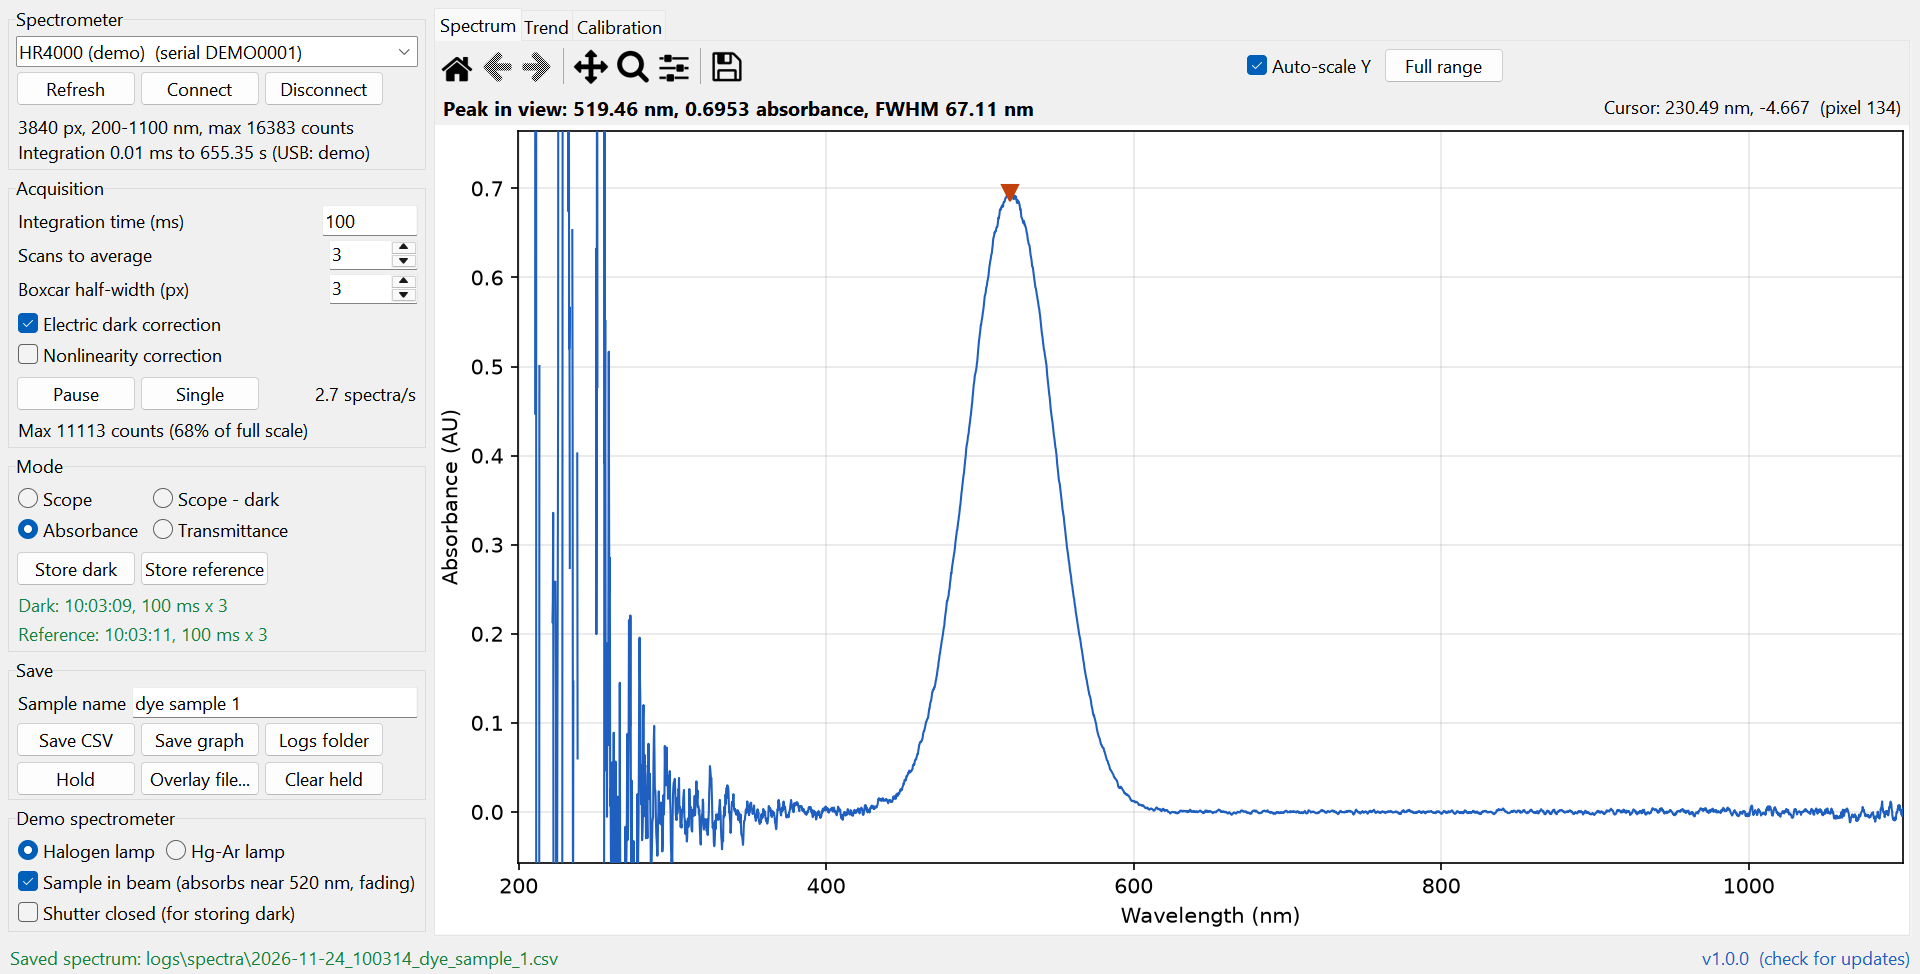 Spectrometer
HR4000 (demo)  (serial DEMO0001)
Refresh
Connect
Disconnect
3840 px, 200-1100 nm, max 16383 counts
Integration 0.01 ms to 655.35 s (USB: demo)
Acquisition
Integration time (ms)
100
Scans to average
3
Boxcar half-width (px)
3
Electric dark correction
Nonlinearity correction
Pause
Single
2.7 spectra/s
Max 11113 counts (68% of full scale)
Mode
Scope
Scope - dark
Absorbance
Transmittance
Store dark
Store reference
Dark: 10:03:09, 100 ms x 3
Reference: 10:03:11, 100 ms x 3
Save
Sample name
dye sample 1
Save CSV
Save graph
Logs folder
Hold
Overlay file...
Clear held
Demo spectrometer
Halogen lamp
Hg-Ar lamp
Sample in beam (absorbs near 520 nm, fading)
Shutter closed (for storing dark)
Saved spectrum: logs\spectra\2026-11-24_100314_dye_sample_1.csv
Spectrum
Trend
Calibration
Auto-scale Y
Full range
Peak in view: 519.46 nm, 0.6953 absorbance, FWHM 67.11 nm
Cursor: 230.49 nm, -4.667  (pixel 134)
Absorbance (AU)
0.7
0.6
0.5
0.4
0.3
0.2
0.1
0.0
200
400
600
800
1000
Wavelength (nm)
v1.0.0  (check for updates)